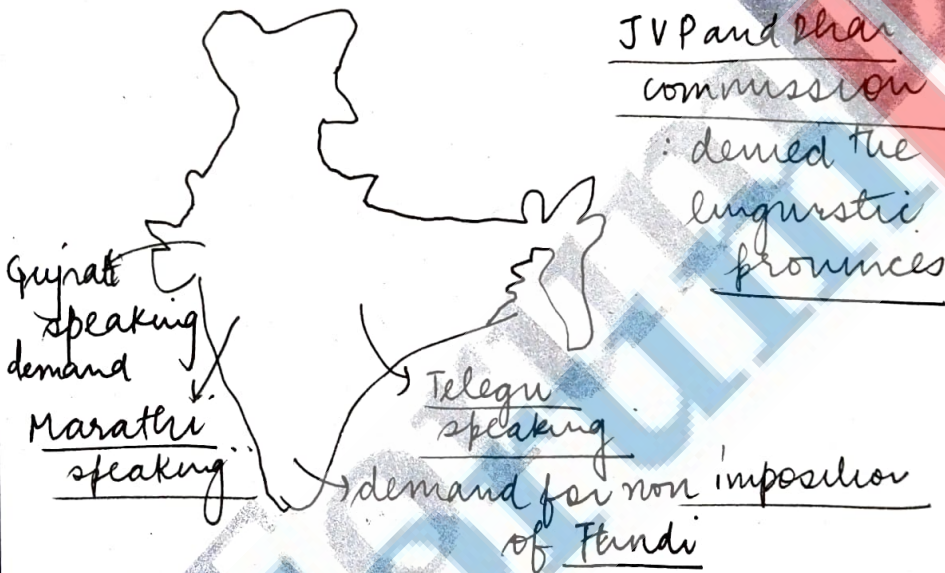 JVP and Dhar
commission
: denied the
linguistic
provinces
Gujrati
speaking
demand
Marathi
speaking
Telegu
speaking
demand for non imposition
of Hindi